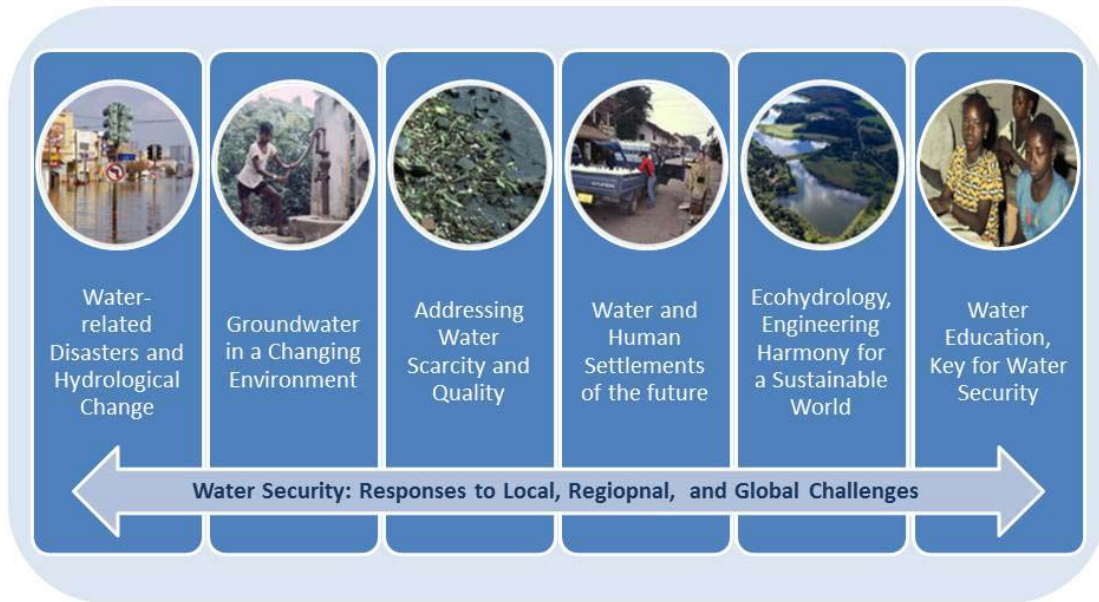 Water-
related
Disasters and
Hydrological
Change
Groundwater
in a Changing
Environment
Addressing
Water
Scarcity and
Quality
Water and
Human
Settlements
of the future
Ecohydrology,
Engineering
Harmony for
a Sustainable
World
Water
Education,
Key for Water
Security
Water Security: Responses to Local, Regiopnal, and Global Challenges